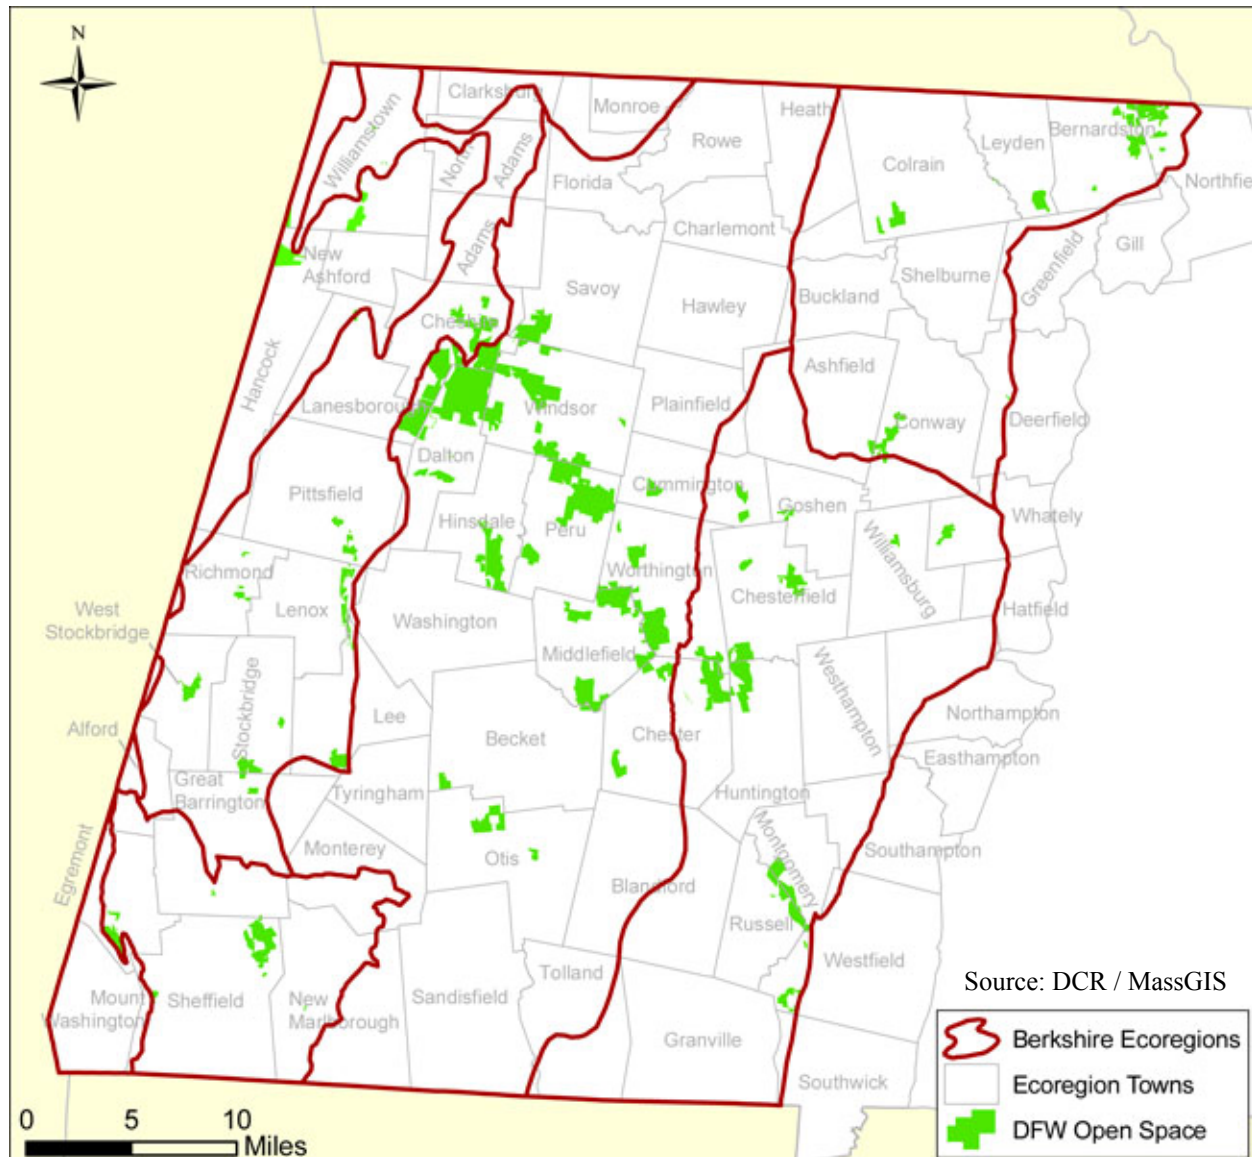 N
Clarksburg
Monroe
Heath
Williamstown
North
Adams
Rowe
Colrain
Leyden
Bernardston
Northfie
Florida
Adams
Charlemont
Gill
Greenfield
New
Ashford
Savoy
Hawley
Buckland
Shelburne
Cheshire
Hancock
Lanesborough
Windsor
Plainfield
Ashfield
Conway
Deerfield
Dalton
Pittsfield
Hinsdale
Peru
Cummington
Goshen
Whately
Williamsburg
Richmond
Worthington
Chesterfield
Hatfield
West
Stockbridge
Lenox
Washington
Middlefield
Westhampton
Stockbridge
Lee
Northampton
Alford
Becket
Chester
Easthampton
Great
Barrington
Tyringham
Huntington
Montgomery
Southampton
Egremont
Monterey
Otis
Blandford
Russell
Westfield
Mount
Washington
Sheffield
New
Marlborough
Sandisfield
Tolland
Granville
Southwick
Source: DCR / MassGIS
Berkshire Ecoregions
Ecoregion Towns
DFW Open Space
0 5 10
Miles